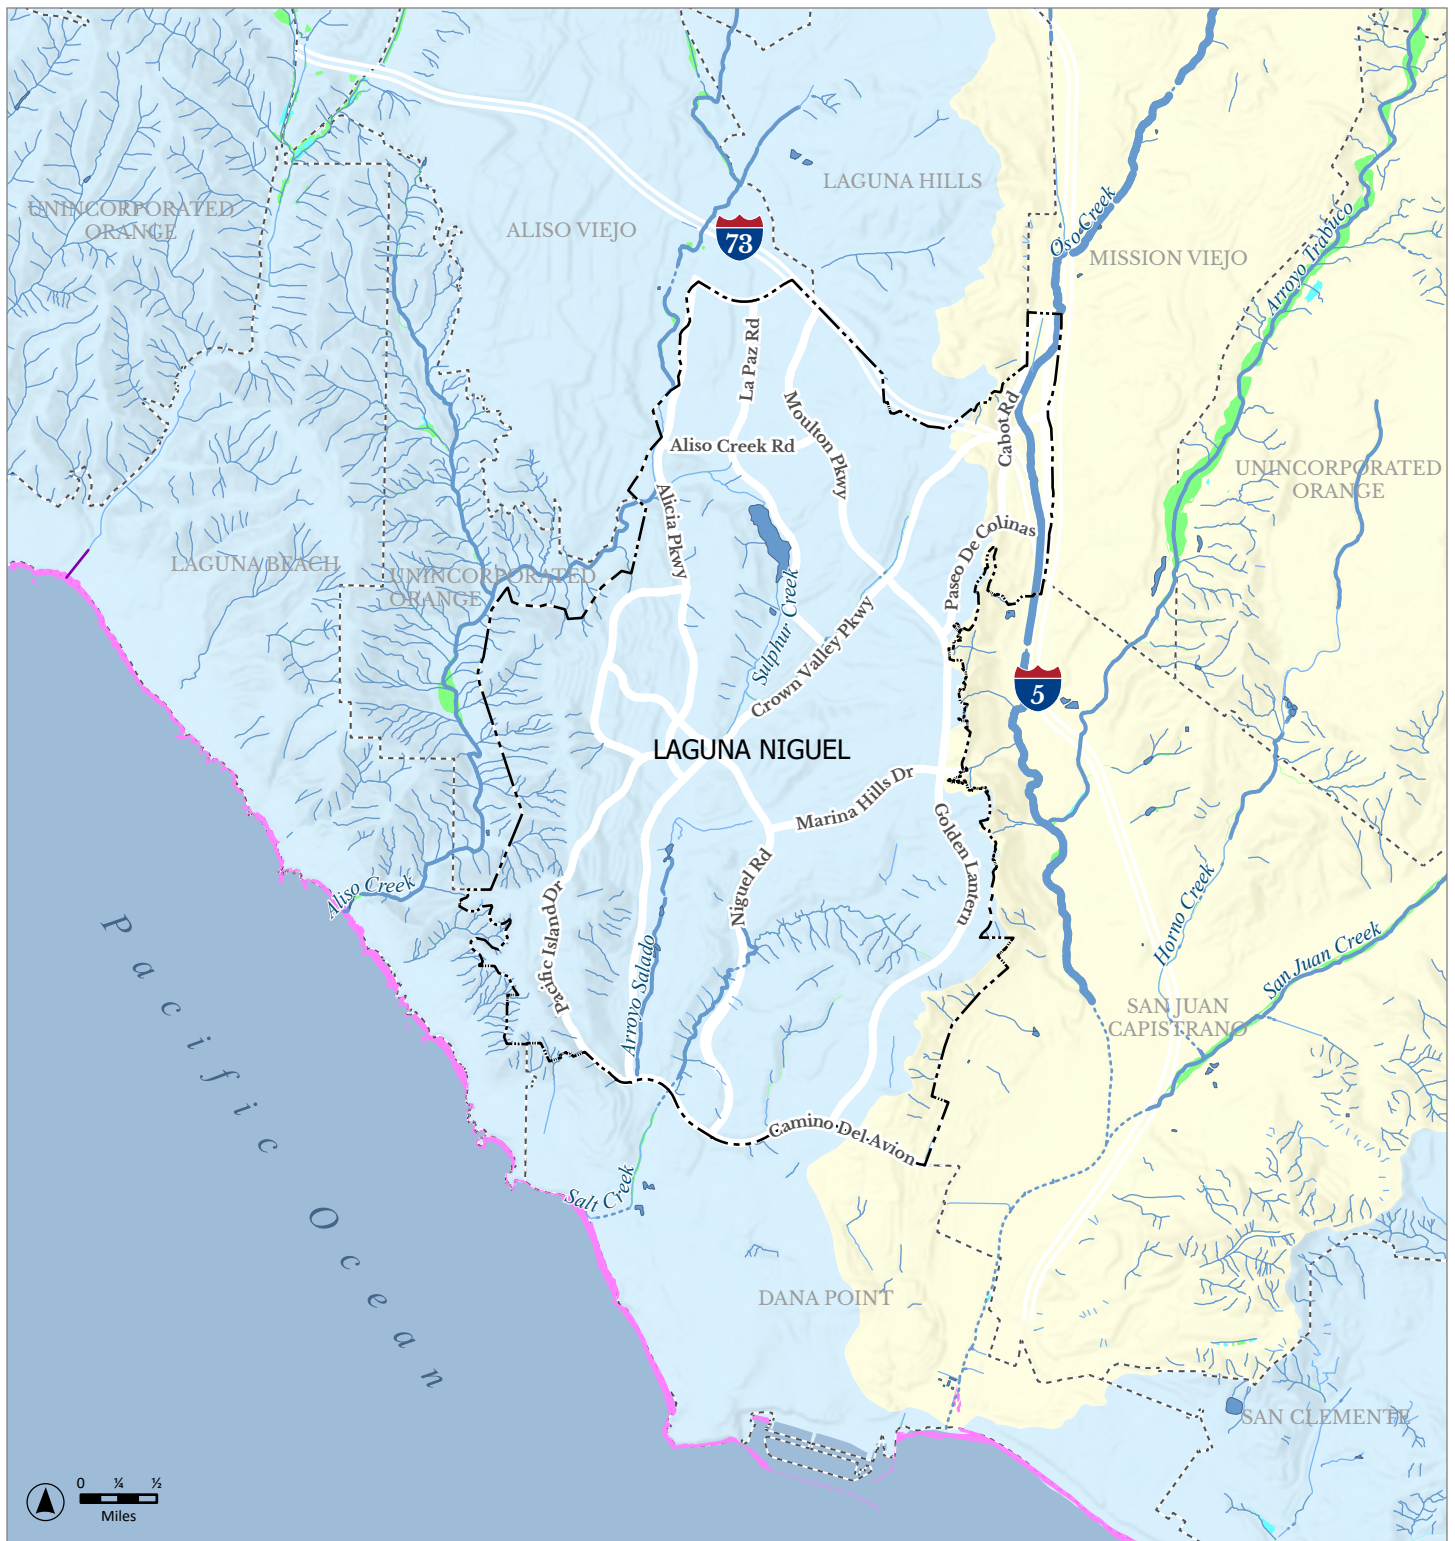 LAGUNA HILLS
UNINCORPORATED
ORANGE
ALISO VIEJO
73
Oso Creek
MISSION VIEJO
Arroyo Trabuco
La Paz Rd
Moulton Pkwy
Cabot Rd
Aliso Creek Rd
UNINCORPORATED
ORANGE
Alicia Pkwy
Paseo De Colinas
LAGUNA BEACH
UNINCORPORATED
ORANGE
Sulphur Creek
Crown Valley Pkwy
5
LAGUNA NIGUEL
Marina Hills Dr
Golden Lantern
Niguel Rd
Aliso Creek
Pacific Island Dr
Arroyo Salado
Horno Creek
San Juan Creek
SAN JUAN
CAPISTRANO
Pacific Ocean
Camino Del Avion
Salt Creek
DANA POINT
SAN CLEMENTE
0 ¼ ½
Miles